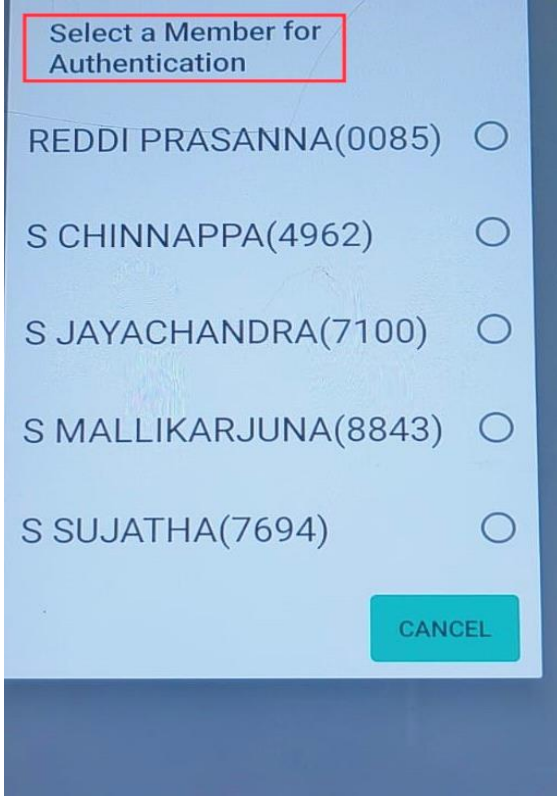 Select a Member for
Authentication
REDDI PRASANNA(0085)
S CHINNAPPA(4962)
S JAYACHANDRA(7100)
S MALLIKARJUNA(8843)
S SUJATHA(7694)
CANCEL